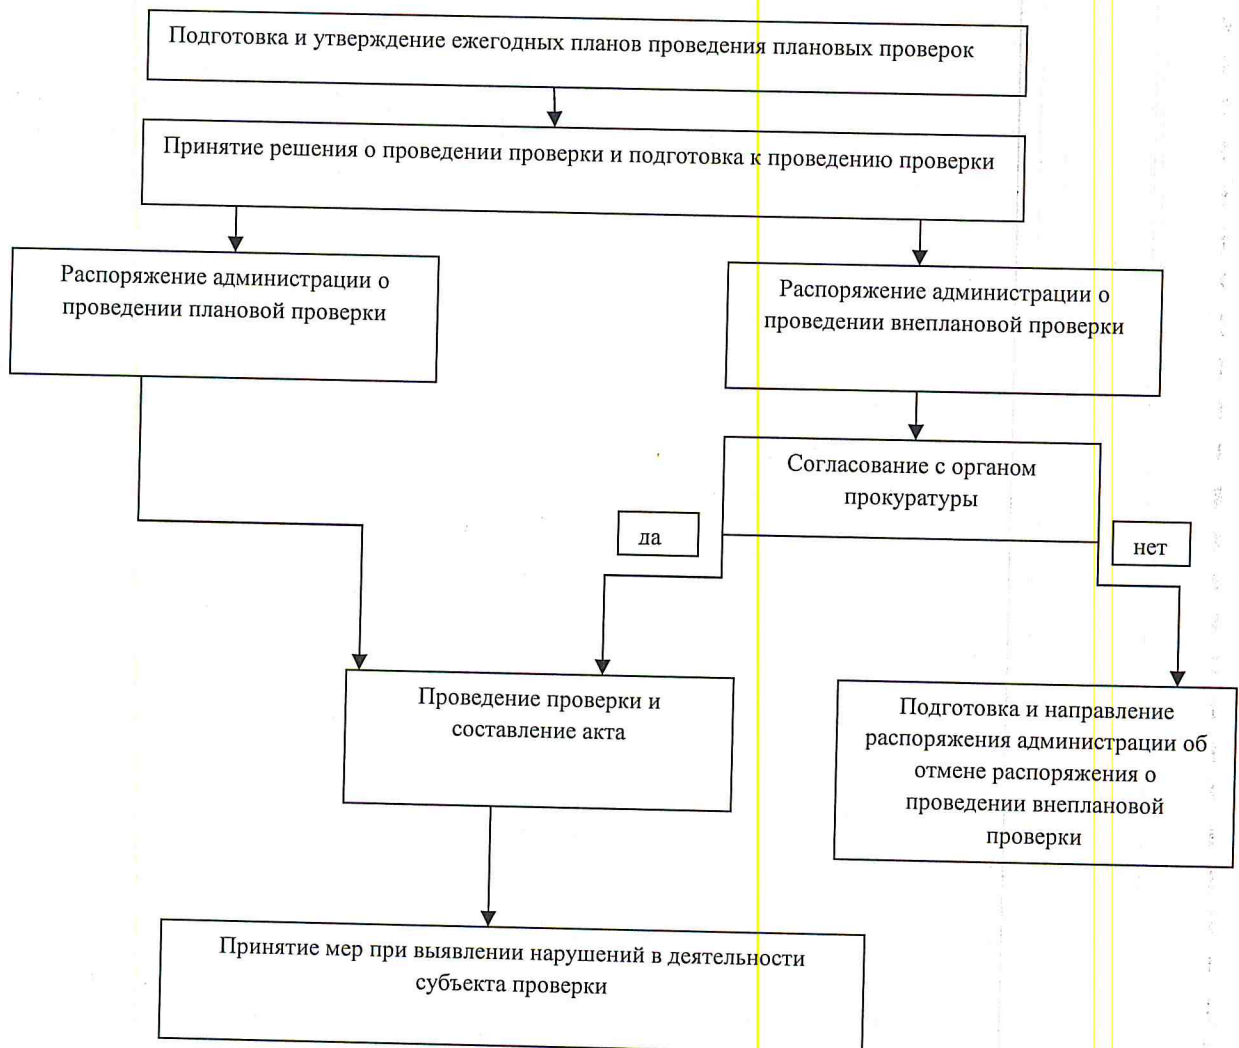 Подготовка и утверждение ежегодных планов проведения плановых проверок
Принятие решения о проведении проверки и подготовка к проведению проверки
Распоряжение администрации о
проведении плановой проверки
Распоряжение администрации о
проведении внеплановой проверки
Согласование с органом
прокуратуры
да
нет
Проведение проверки и
составление акта
Подготовка и направление
распоряжения администрации об
отмене распоряжения о
проведении внеплановой
проверки
Принятие мер при выявлении нарушений в деятельности
субъекта проверки